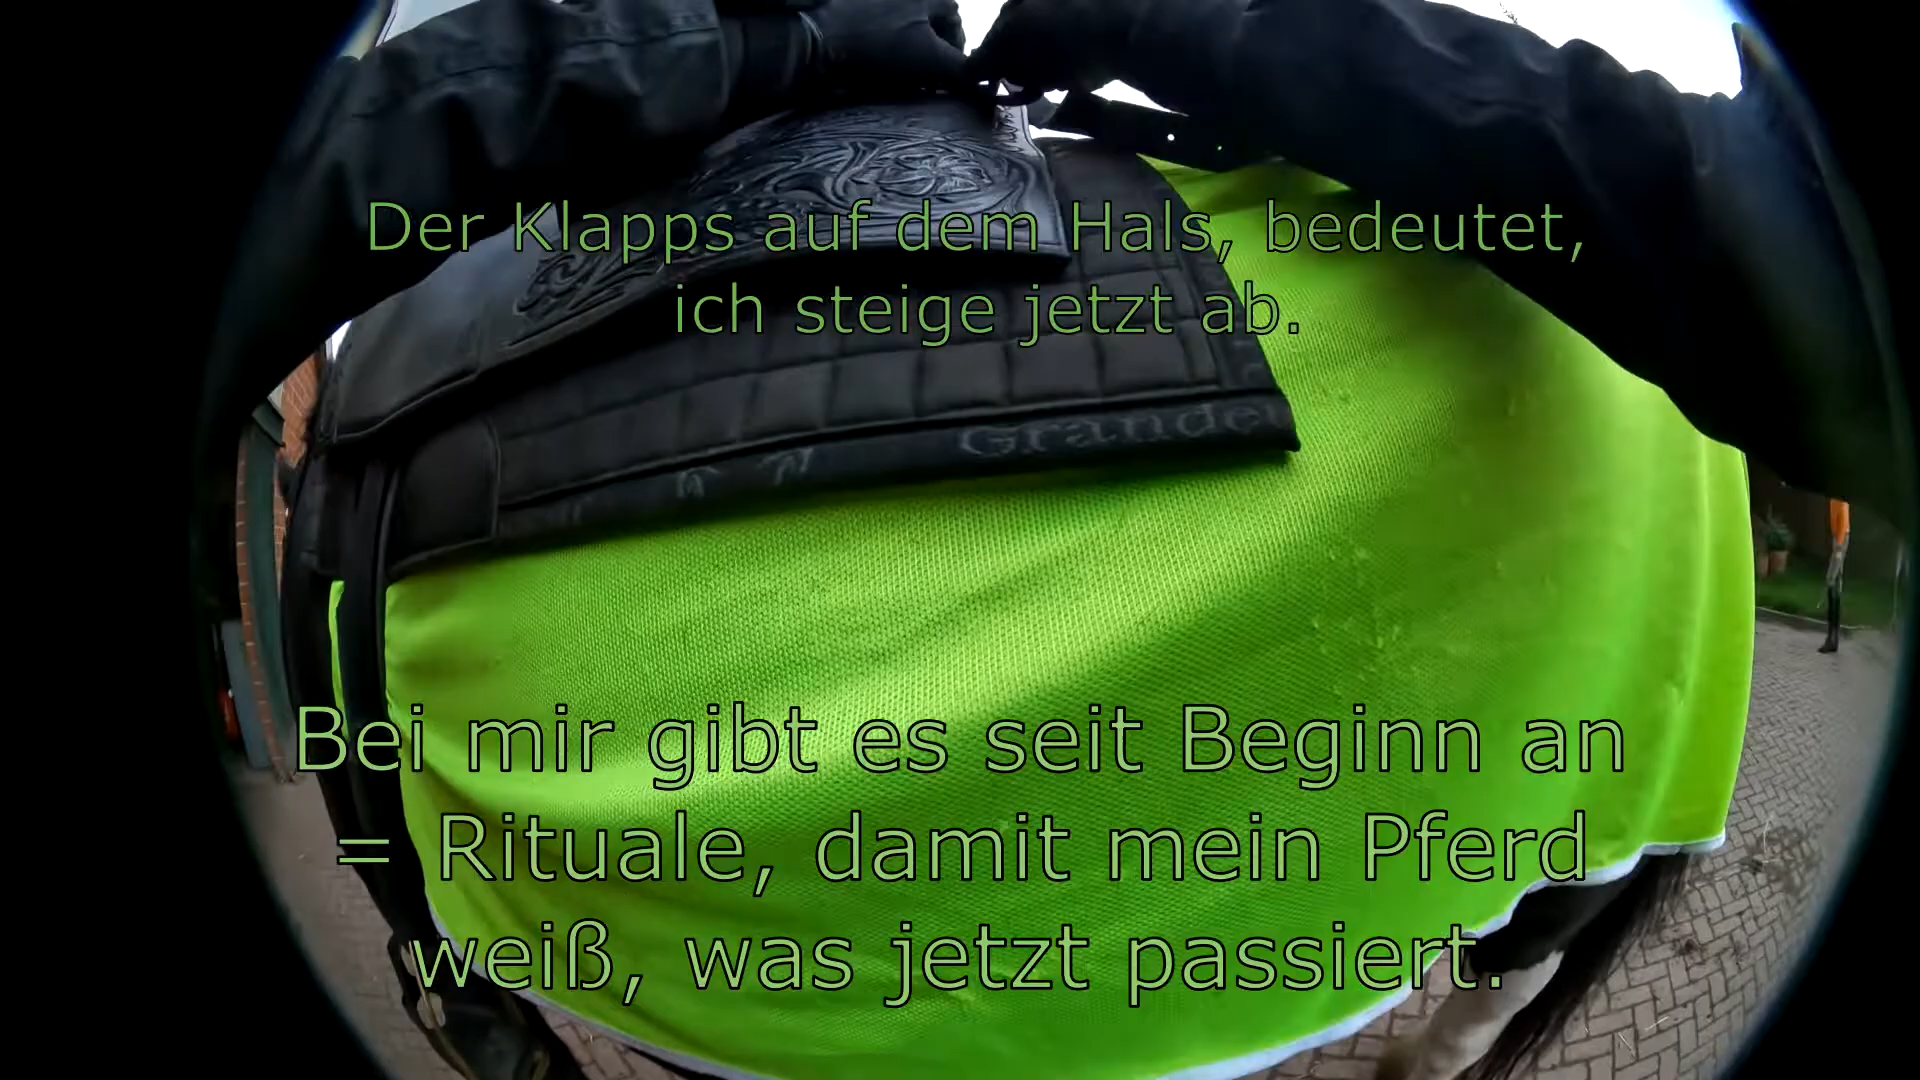 Der Klapps auf dem Hals, bedeutet,
ich steige jetzt ab.
Grande
Bei mir gibt es seit Beginn an
= Rituale, damit mein Pferd
weiß, was jetzt passiert.